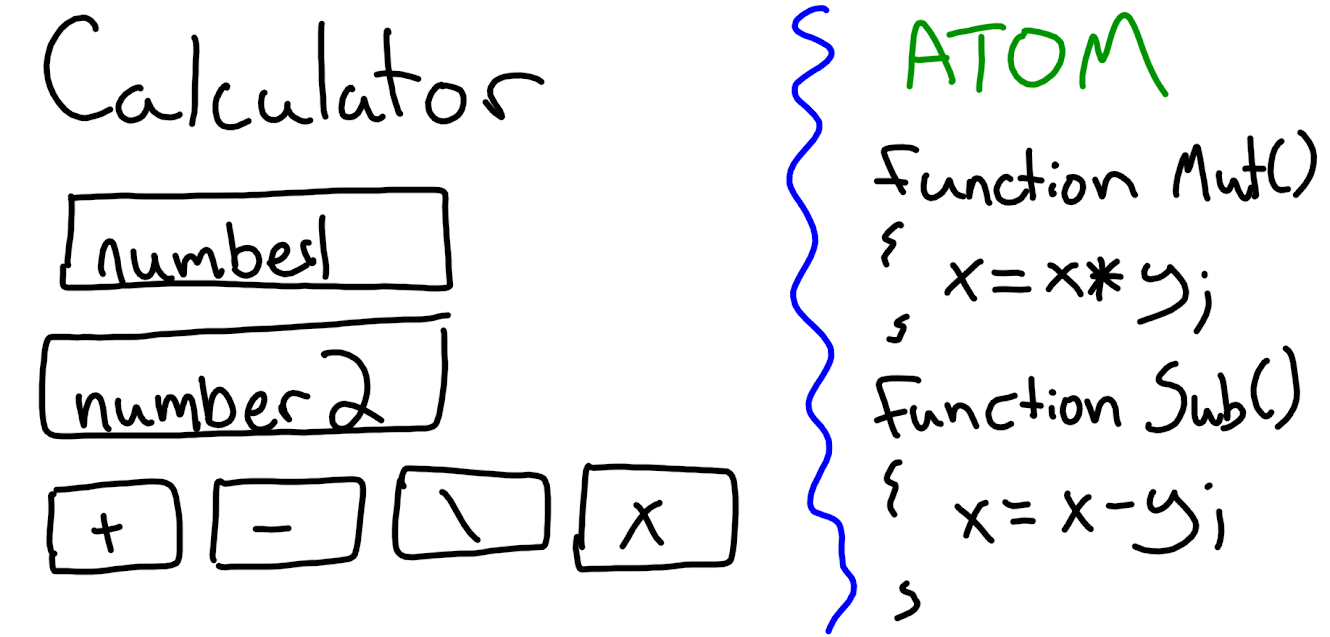 Calculator
number1
number2
+ - \ x
ATOM
function Mut()
{
x=x*y;
}
function Sub()
{
x=x-y;
}